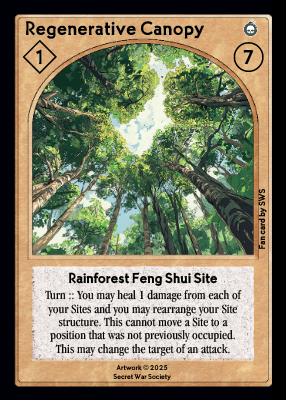 Regenerative Canopy
1
7
Fan card by SWS
Rainforest Feng Shui Site
Turn :: You may heal 1 damage from each
of your Sites and you may rearrange your Site
structure. This cannot move a Site to a
position that was not previously occupied.
This may change the target of an attack.
Artwork © 2025
Secret War Society